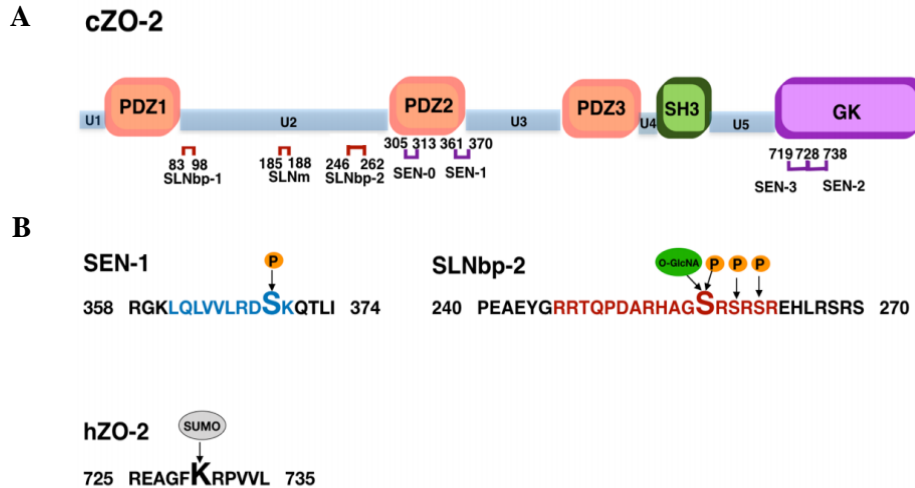 A
cZO-2
U1 PDZ1 U2 PDZ2 U3 PDZ3 U4 SH3 U5 GK
83 98 185 188 246 262 305 313 361 370 719 728 738
SLNbp-1 SLNm SLNbp-2 SEN-0 SEN-1 SEN-3 SEN-2
B
SEN-1 P SLNbp-2 O-GlcNA P P P
358 RGKLQLVVLRDSKQTLI 374 240 PEAEYGRRTQPDARHAGSRSRSREHLRSRS 270
hZO-2 SUMO
725 REAGFKRPVVL 735